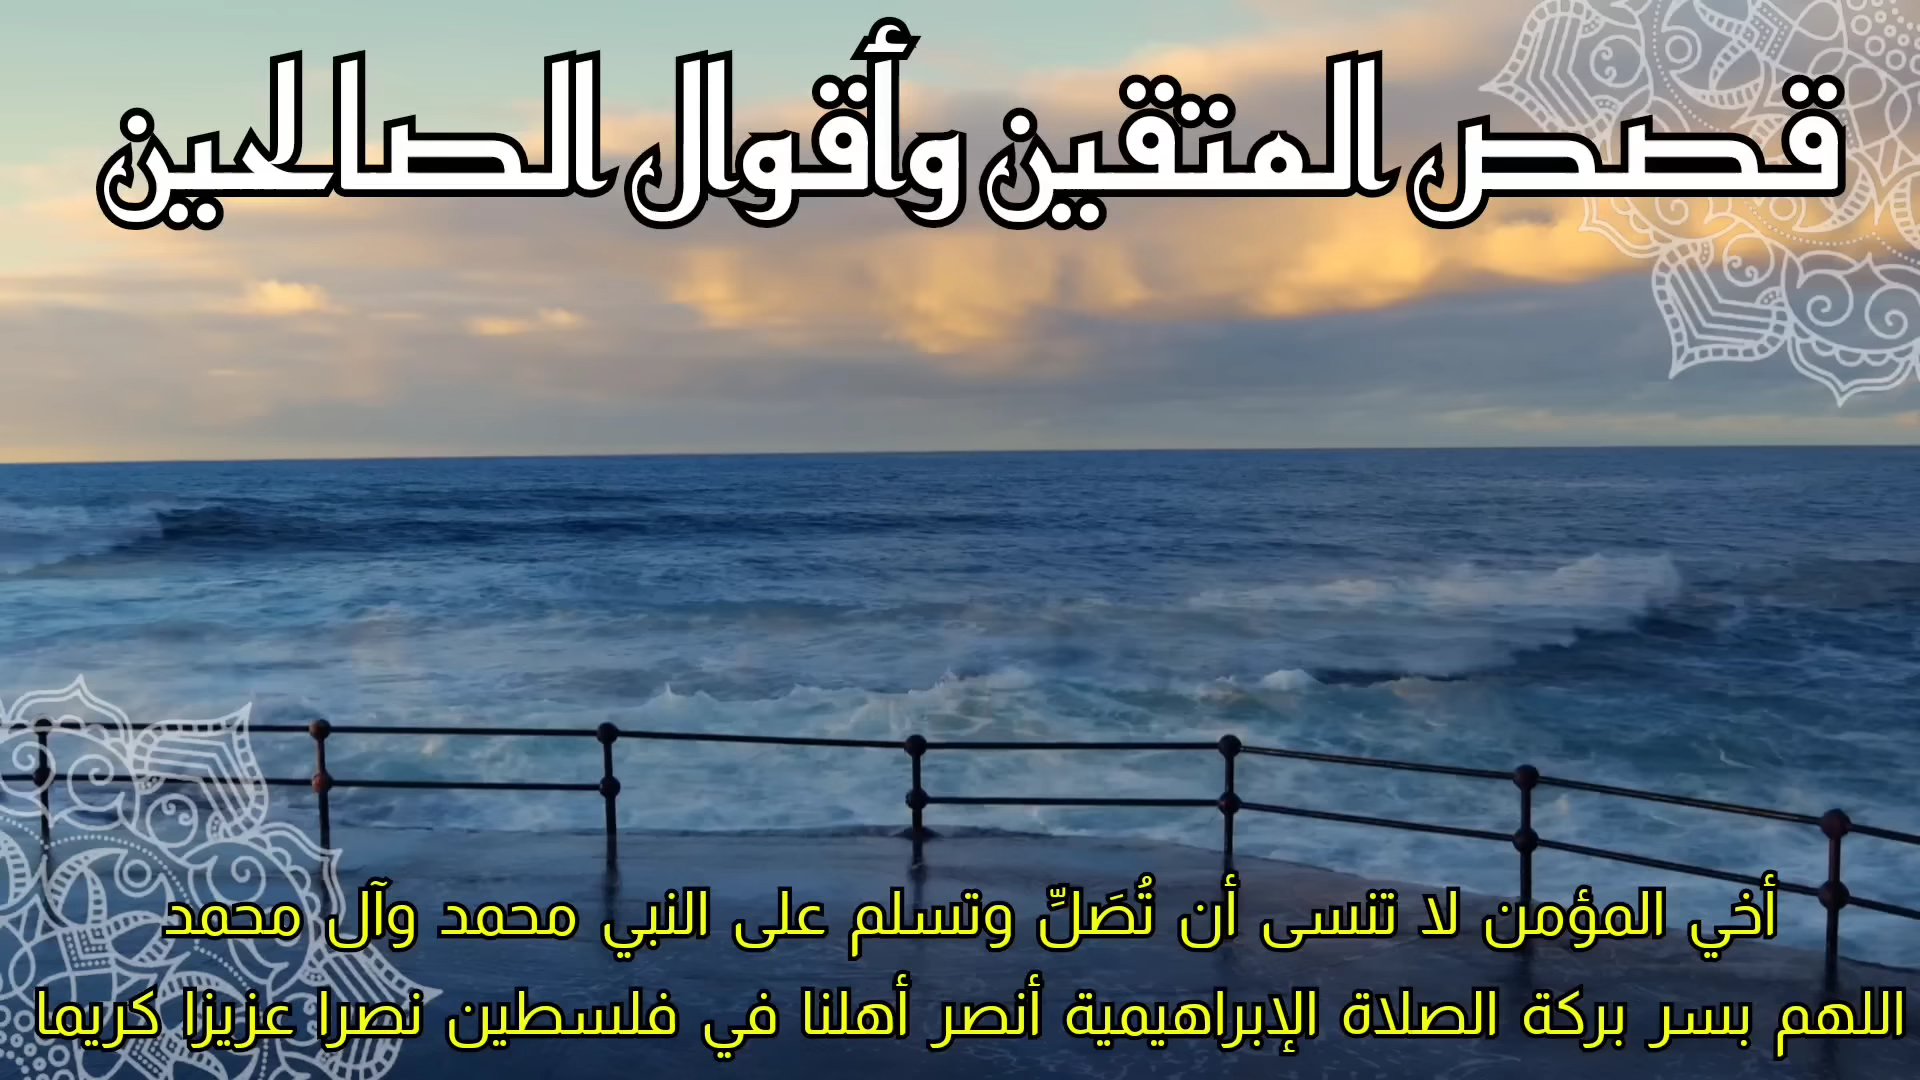 قصص المتقين وأقوال الصالحين
أخي المؤمن لا تنسى أن تُصَلِّ وتسلم على النبي محمد وآل محمد
اللهم بسر بركة الصلاة الإبراهيمية أنصر أهلنا في فلسطين نصرا عزيزا كريما